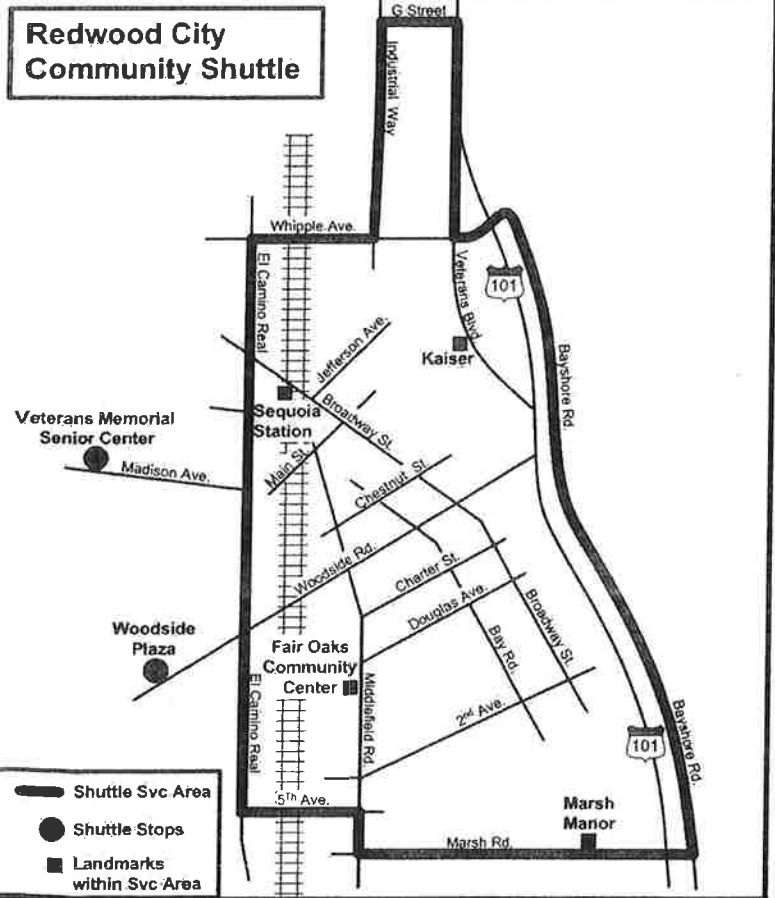 Redwood City
Community Shuttle
G Street
Industrial Way
Whipple Ave.
El Camino Real
Veterans Blvd.
101
Jefferson Ave.
Kaiser
Bayshore Rd.
Sequoia
Station
Broadway St.
Veterans Memorial
Senior Center
Madison Ave.
Main St.
Chestnut St.
Woodside Rd.
Charter St.
Douglas Ave.
Broadway St.
Woodside
Plaza
Fair Oaks
Community
Center
Bay Rd.
El Camino Real
Middlefield Rd.
2nd Ave.
Bayshore Rd.
101
Shuttle Svc Area
Shuttle Stops
Landmarks
within Svc Area
5Th Ave.
Marsh
Manor
Marsh Rd.